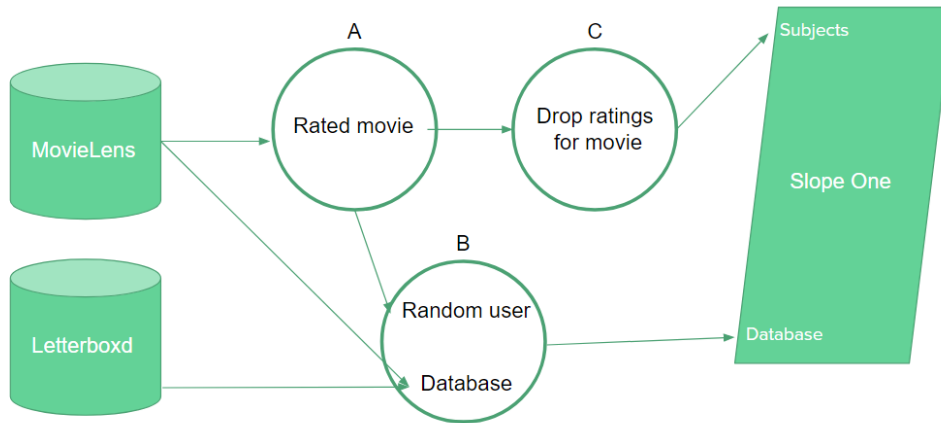 A
C
Subjects
MovieLens
Rated movie
Drop ratings
for movie
Slope One
B
Random user
Letterboxd
Database
Database